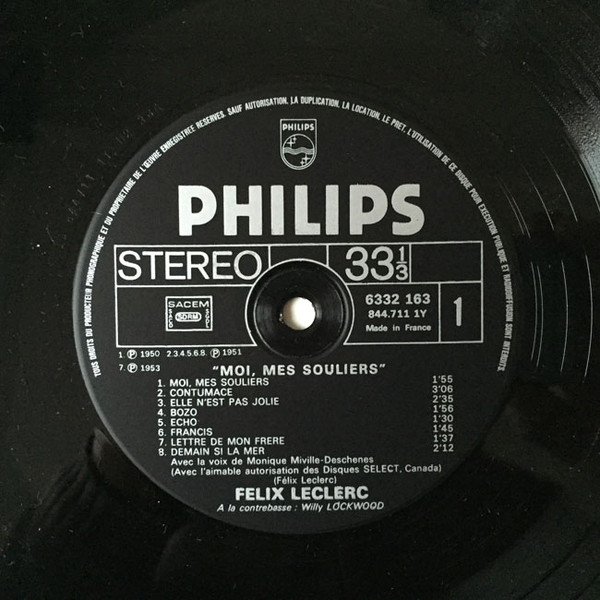 TOUS DROITS DU PRODUCTEUR PHONOGRAPHIQUE ET DU PROPRIETAIRE DE L'ŒUVRE ENREGISTREE RESERVES. SAUF AUTORISATION, LA DUPLICATION, LA LOCATION, LE PRET, L'UTILISATION DE CE DISQUE POUR EXECUTION PUBLIQUE ET RADIODIFFUSION SONT INTERDITS.
PHILIPS
PHILIPS
STEREO 33 1/3
SACEM
SACD SDRM SGDL
6332 163
844.711 1Y
Made in France
1
1. ℗ 1950 2.3.4.5.6.8. ℗ 1951
7. ℗ 1953
"MOI, MES SOULIERS"
1. MOI, MES SOULIERS 1'55
2. CONTUMACE 3'06
3. ELLE N'EST PAS JOLIE 2'35
4. BOZO 1'56
5. ECHO 1'30
6. FRANCIS 1'45
7. LETTRE DE MON FRERE 1'37
8. DEMAIN SI LA MER 2'12
Avec la voix de Monique Miville-Deschenes
(Avec l'aimable autorisation des Disques SELECT, Canada)
(Félix Leclerc)
FELIX LECLERC
A la contrebasse : Willy LOCKWOOD